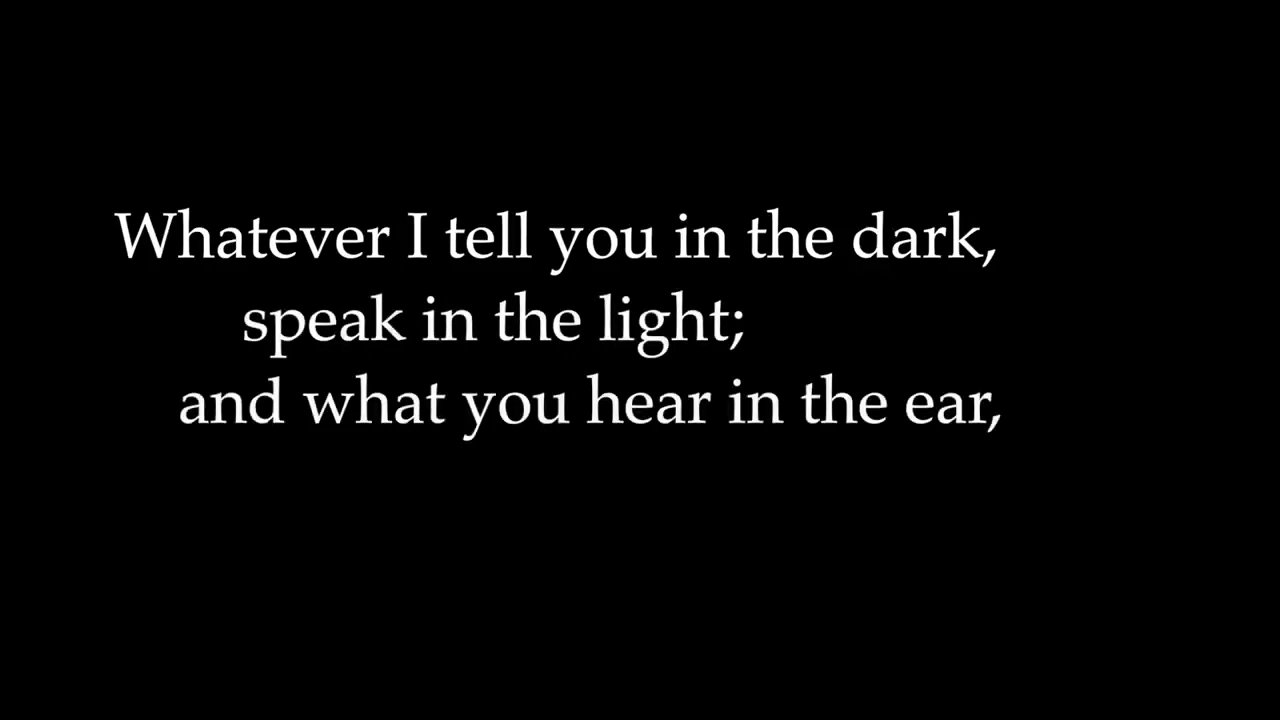 Whatever I tell you in the dark,
speak in the light;
and what you hear in the ear,